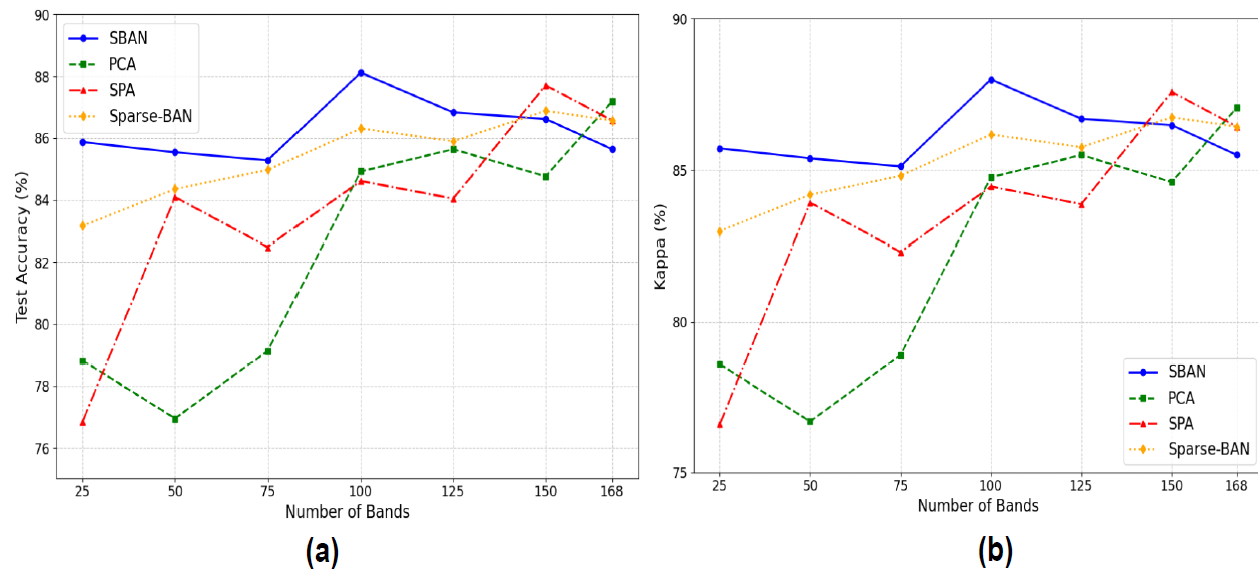 90
88
86
84
82
80
78
76
Test Accuracy (%)
SBAN
PCA
SPA
Sparse-BAN
25 50 75 100 125 150 168
Number of Bands
(a)
90
85
80
75
Kappa (%)
SBAN
PCA
SPA
Sparse-BAN
25 50 75 100 125 150 168
Number of Bands
(b)